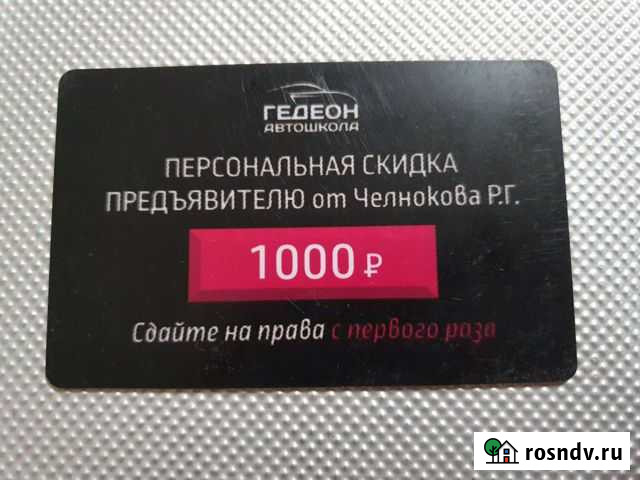 ГЕДЕОН
АВТОШКОЛА
ПЕРСОНАЛЬНАЯ СКИДКА
ПРЕДЪЯВИТЕЛЮ от Челнокова Р.Г.
1000 ₽
Сдайте на права с первого раза
rosndv.ru